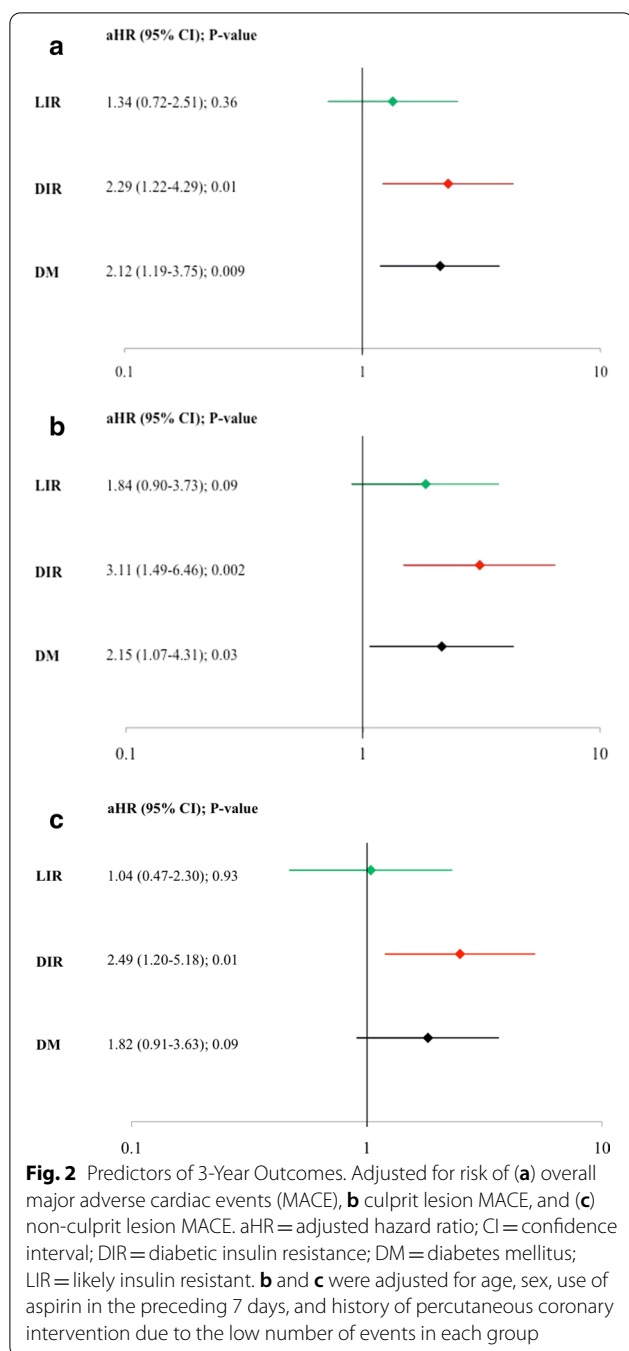 a
aHR (95% CI); P-value
LIR 1.34 (0.72-2.51); 0.36
DIR 2.29 (1.22-4.29); 0.01
DM 2.12 (1.19-3.75); 0.009
0.1 1 10
b
aHR (95% CI); P-value
LIR 1.84 (0.90-3.73); 0.09
DIR 3.11 (1.49-6.46); 0.002
DM 2.15 (1.07-4.31); 0.03
0.1 1 10
c
aHR (95% CI); P-value
LIR 1.04 (0.47-2.30); 0.93
DIR 2.49 (1.20-5.18); 0.01
DM 1.82 (0.91-3.63); 0.09
0.1 1 10
Fig. 2 Predictors of 3-Year Outcomes. Adjusted for risk of (a) overall
major adverse cardiac events (MACE), b culprit lesion MACE, and (c)
non-culprit lesion MACE. aHR = adjusted hazard ratio; CI = confidence
interval; DIR = diabetic insulin resistance; DM = diabetes mellitus;
LIR = likely insulin resistant. b and c were adjusted for age, sex, use of
aspirin in the preceding 7 days, and history of percutaneous coronary
intervention due to the low number of events in each group